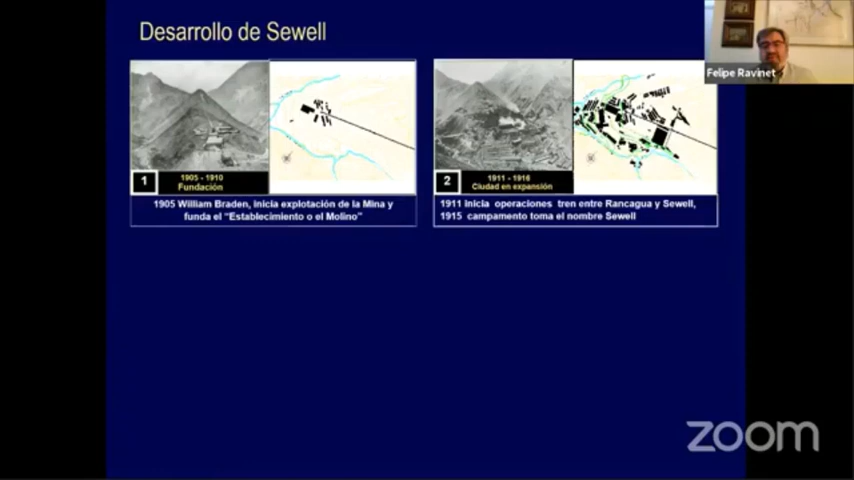 Desarrollo de Sewell
Felipe Ravinet
1
1905 - 1910
Fundación
1905 William Braden, inicia explotación de la Mina y
funda el "Establecimiento o el Molino"
2
1911 - 1916
Ciudad en expansión
1911 inicia operaciones tren entre Rancagua y Sewell,
1915 campamento toma el nombre Sewell
zoom